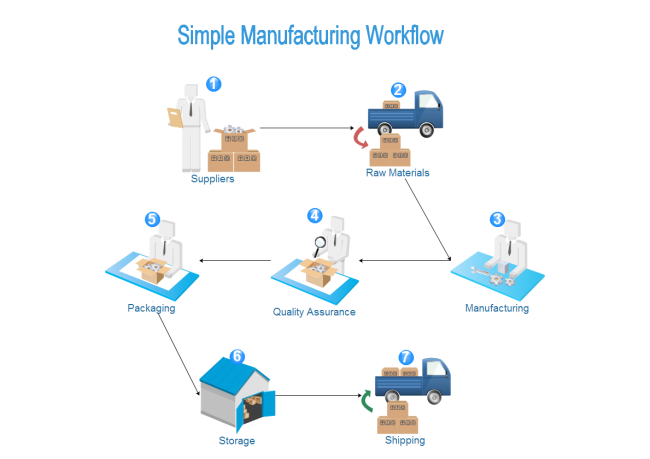 Simple Manufacturing Workflow
1
2
Suppliers
Raw Materials
5
4
3
Packaging
Quality Assurance
Manufacturing
6
7
Storage
Shipping